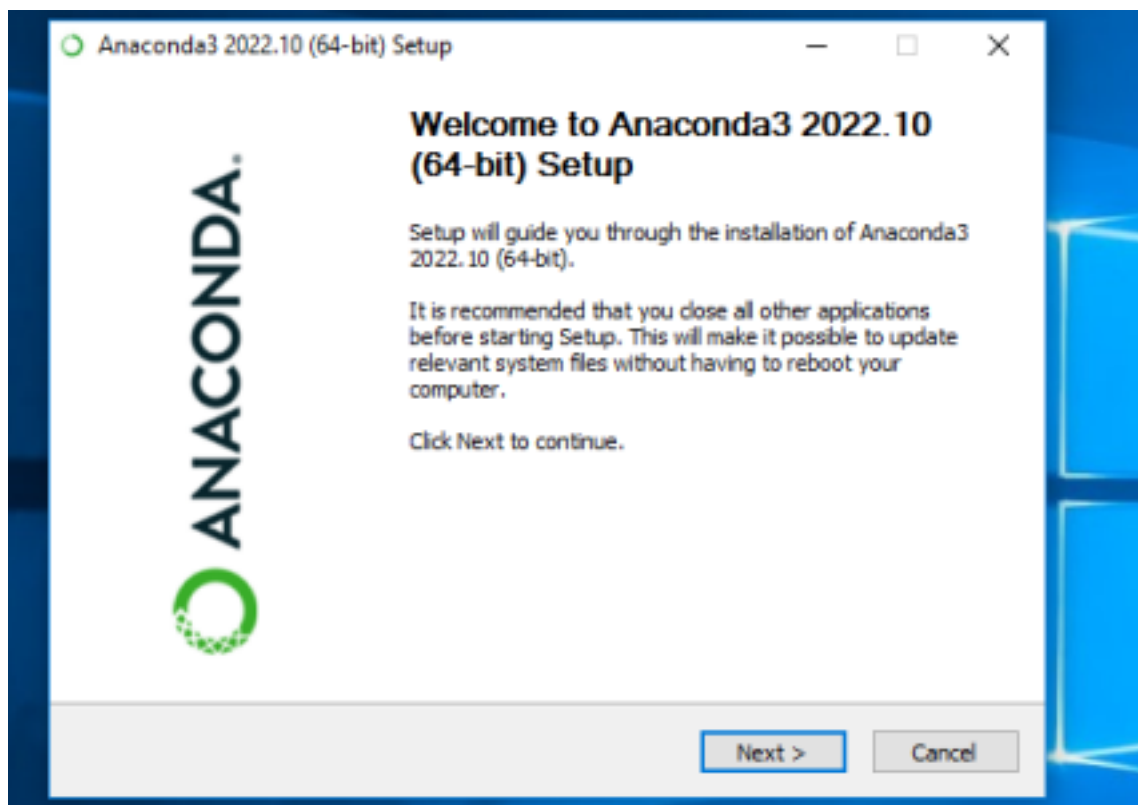 Anaconda3 2022.10 (64-bit) Setup
Welcome to Anaconda3 2022.10
(64-bit) Setup
Setup will guide you through the installation of Anaconda3
2022.10 (64-bit).
It is recommended that you close all other applications
before starting Setup. This will make it possible to update
relevant system files without having to reboot your
computer.
Click Next to continue.
ANACONDA.
Next >
Cancel